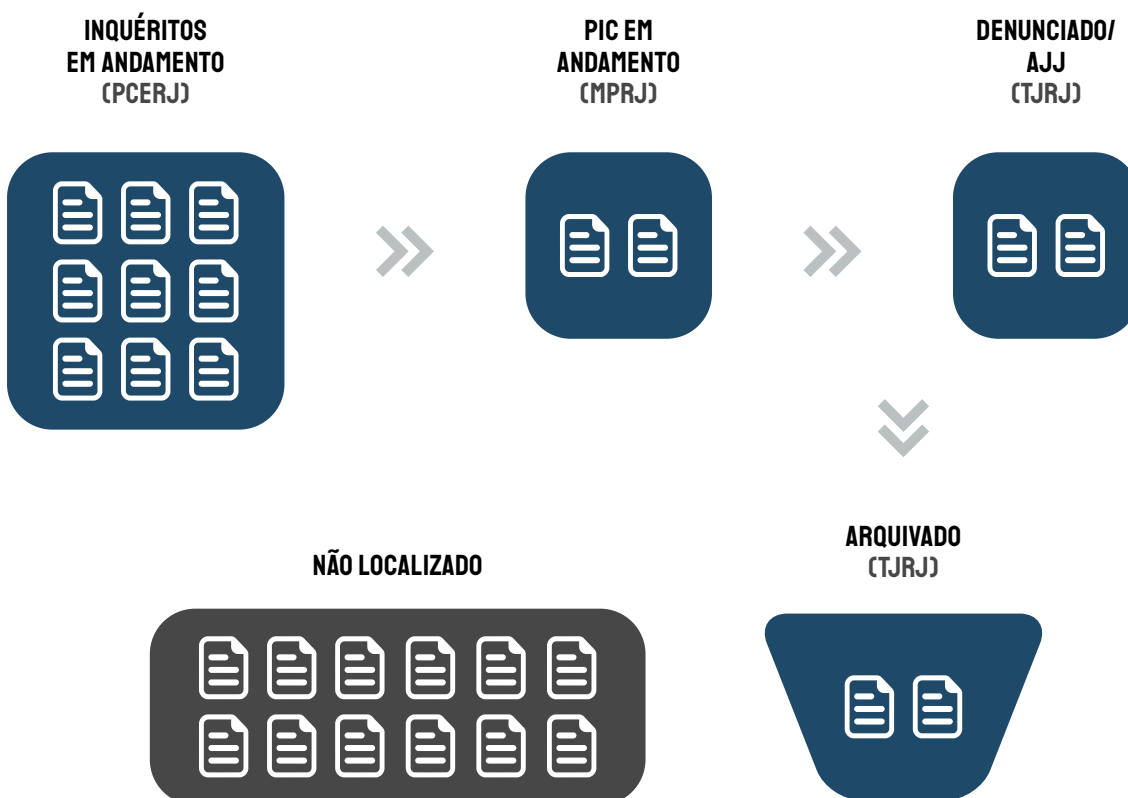 INQUÉRITOS
EM ANDAMENTO
(PCERJ)
PIC EM
ANDAMENTO
(MPRJ)
DENUNCIADO/
AJJ
(TJRJ)
NÃO LOCALIZADO
ARQUIVADO
(TJRJ)